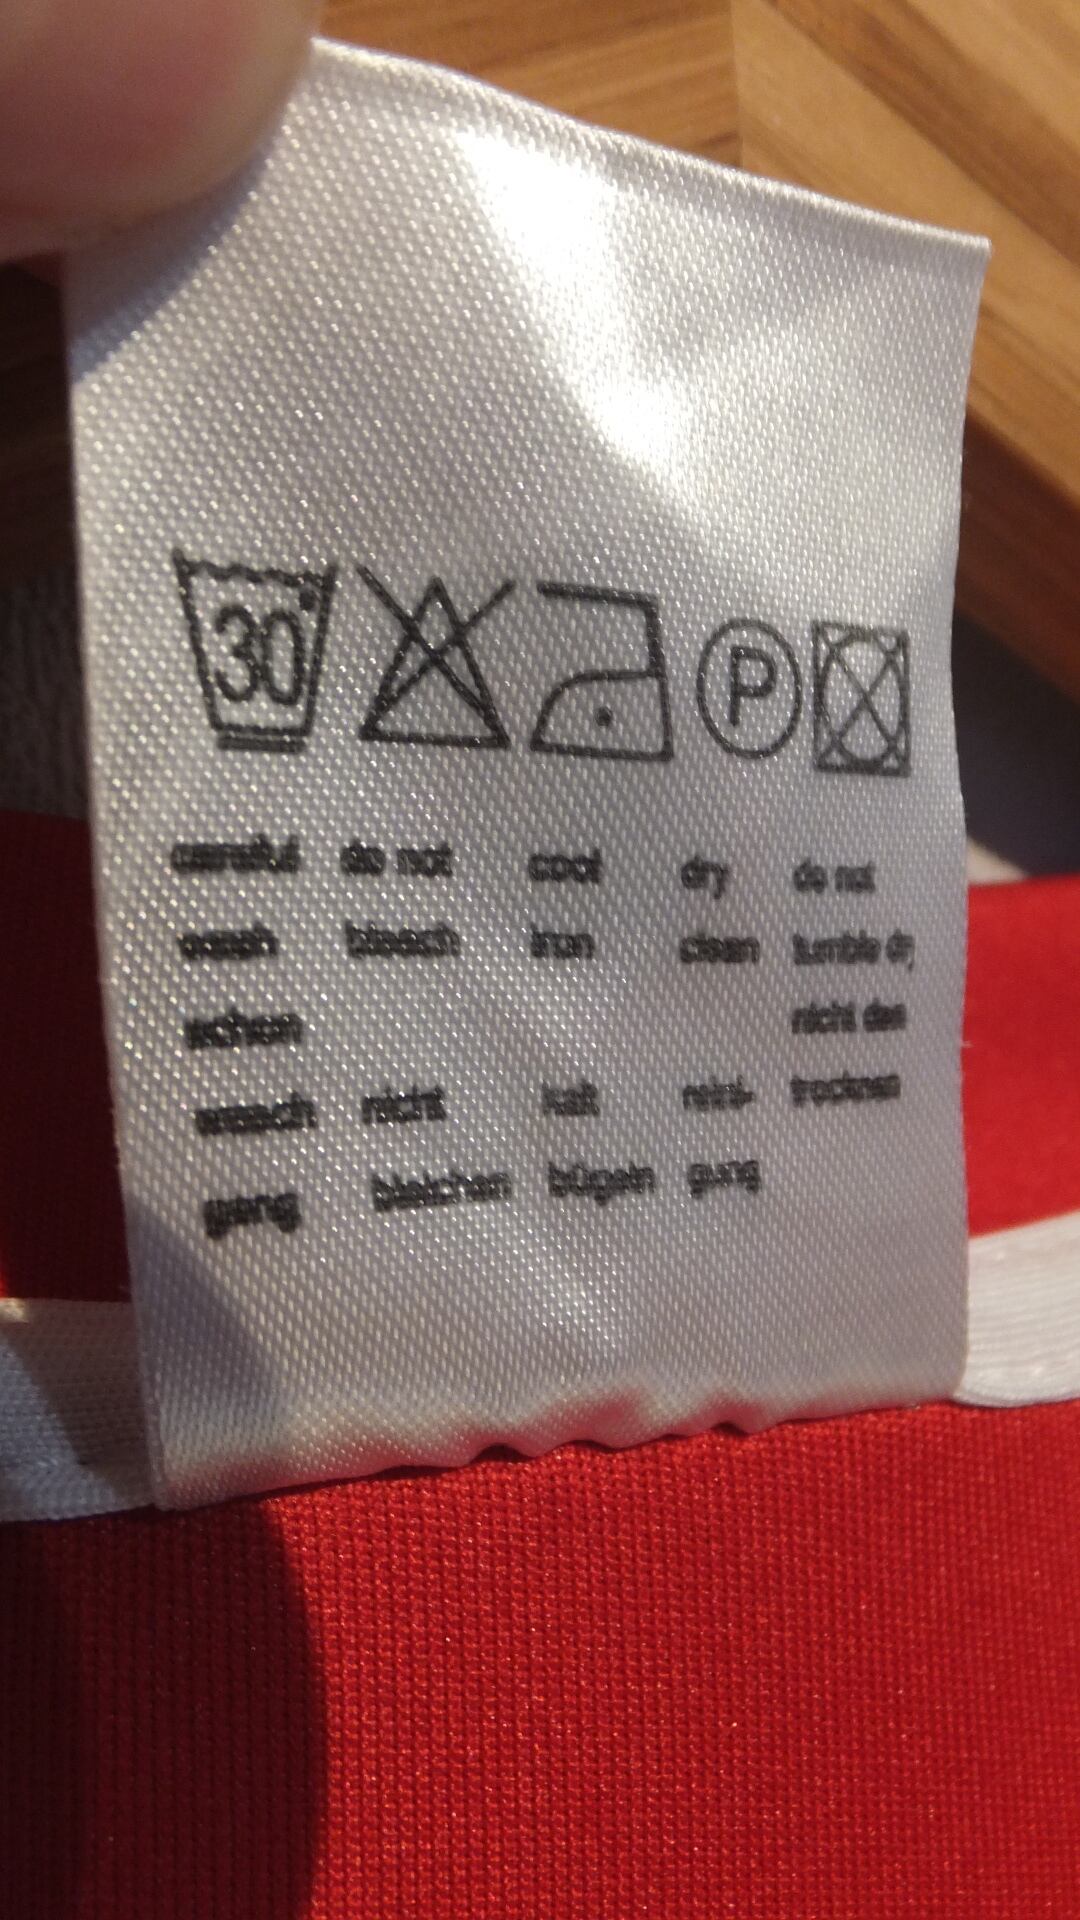 30°
P
careful do not cool dry do not
wash bleach iron clean tumble dry
schon nicht den
wasch nicht kalt reini- trocknen
gang bleichen bügeln gung